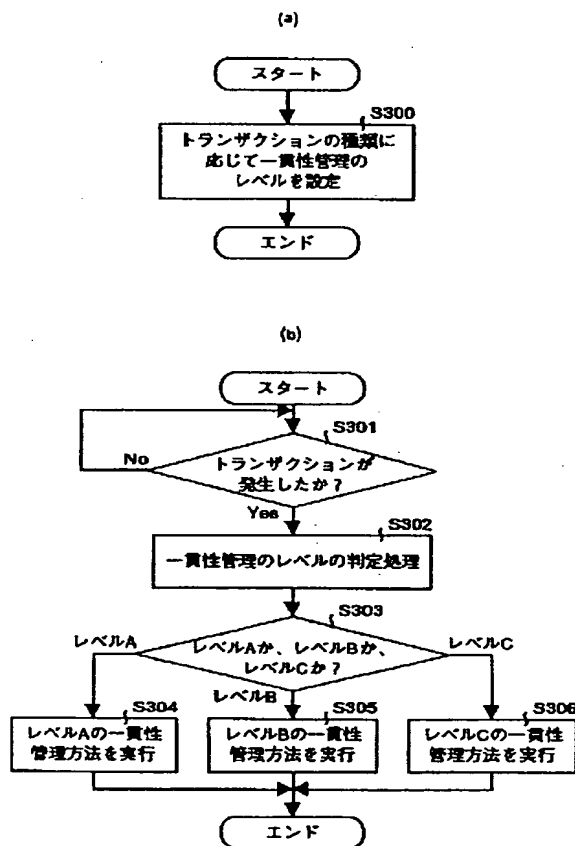 (a)
スタート
S300
トランザクションの種類に
応じて一貫性管理の
レベルを設定
エンド
(b)
スタート
S301
No
トランザクションが
発生したか?
Yes
S302
一貫性管理のレベルの判定処理
S303
レベルA
レベルAか、レベルBか、
レベルCか?
レベルC
レベルB
S304
レベルAの一貫性
管理方法を実行
S305
レベルBの一貫性
管理方法を実行
S306
レベルCの一貫性
管理方法を実行
エンド